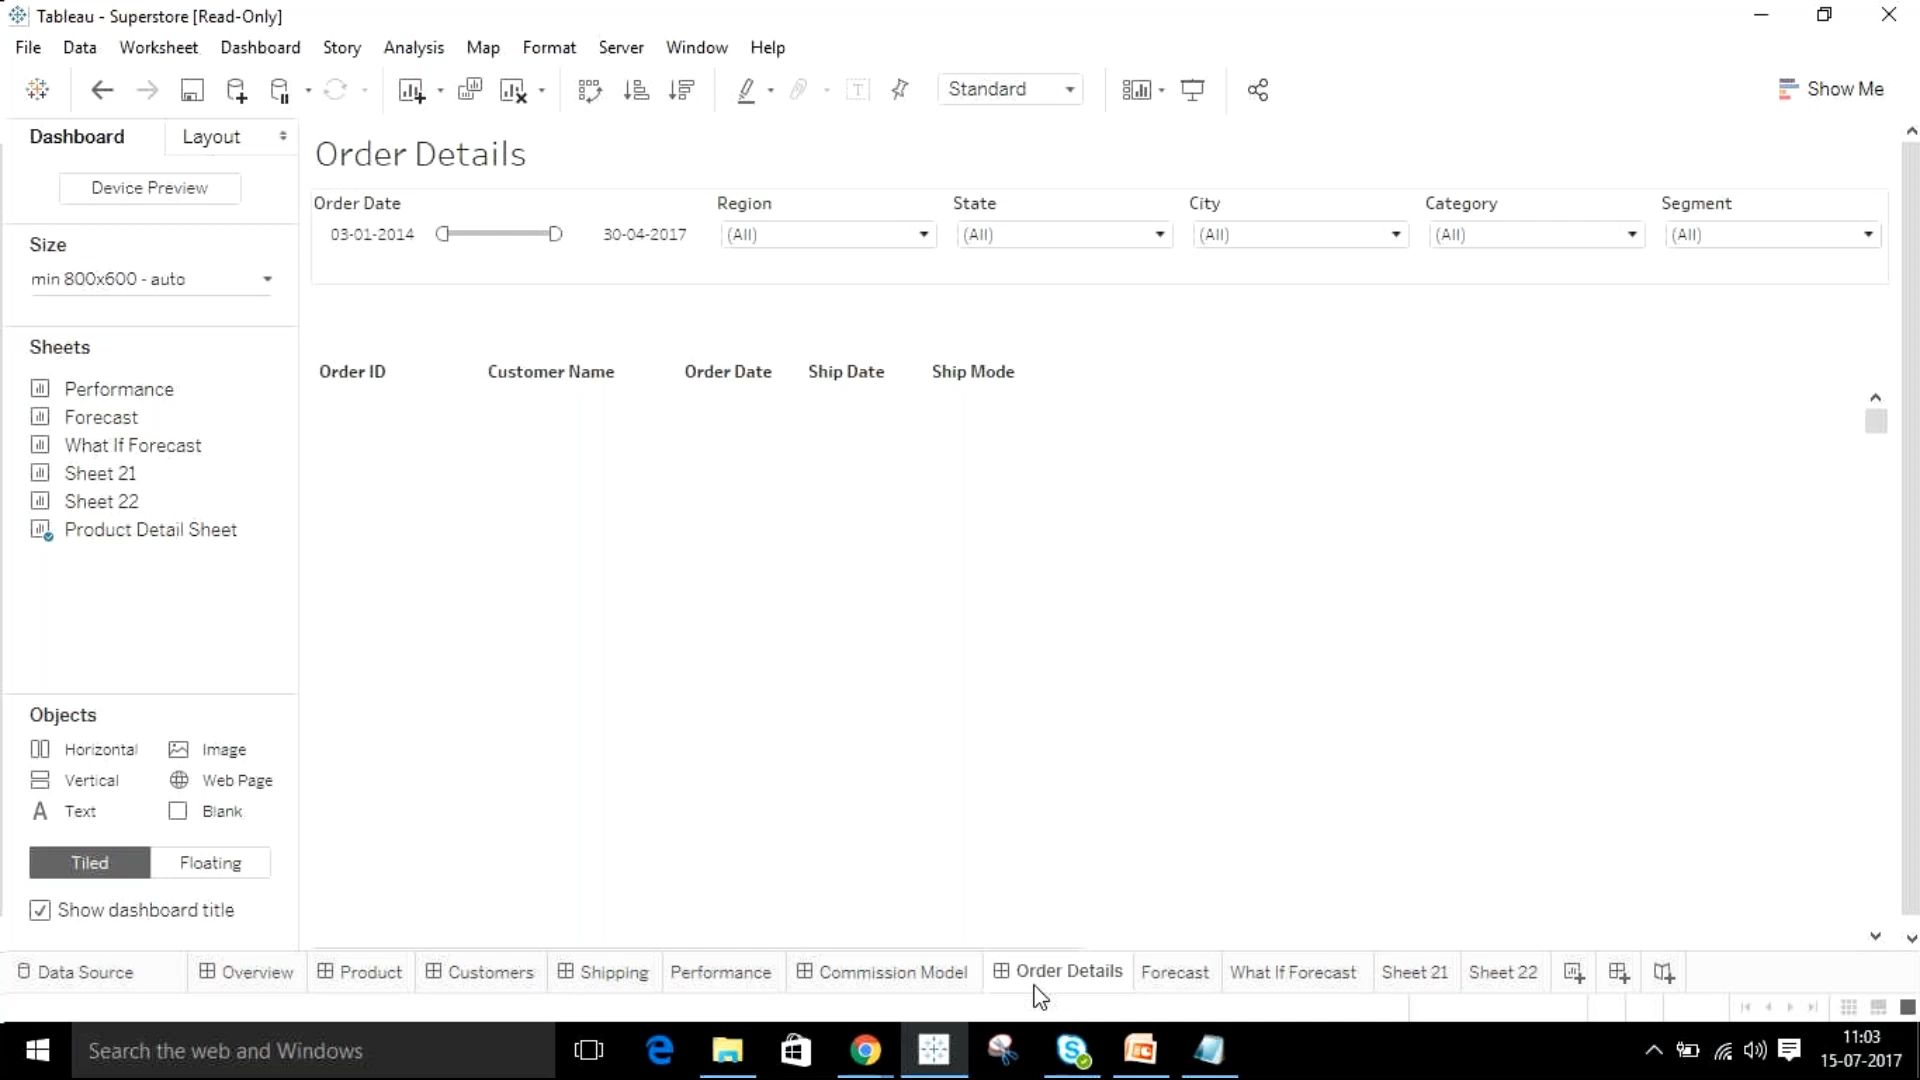 Tableau - Superstore [Read-Only]
File Data Worksheet Dashboard Story Analysis Map Format Server Window Help
Standard
Show Me
Dashboard
Layout
Device Preview
Size
min 800x600 - auto
Sheets
Performance
Forecast
What If Forecast
Sheet 21
Sheet 22
Product Detail Sheet
Objects
Horizontal
Image
Vertical
Web Page
A Text
Blank
Tiled
Floating
Show dashboard title
Order Details
Order Date
Region
State
City
Category
Segment
03-01-2014
30-04-2017
(All)
(All)
(All)
(All)
(All)
Order ID
Customer Name
Order Date
Ship Date
Ship Mode
Data Source
Overview
Product
Customers
Shipping
Performance
Commission Model
Order Details
Forecast
What If Forecast
Sheet 21
Sheet 22
Search the web and Windows
11:03
15-07-2017